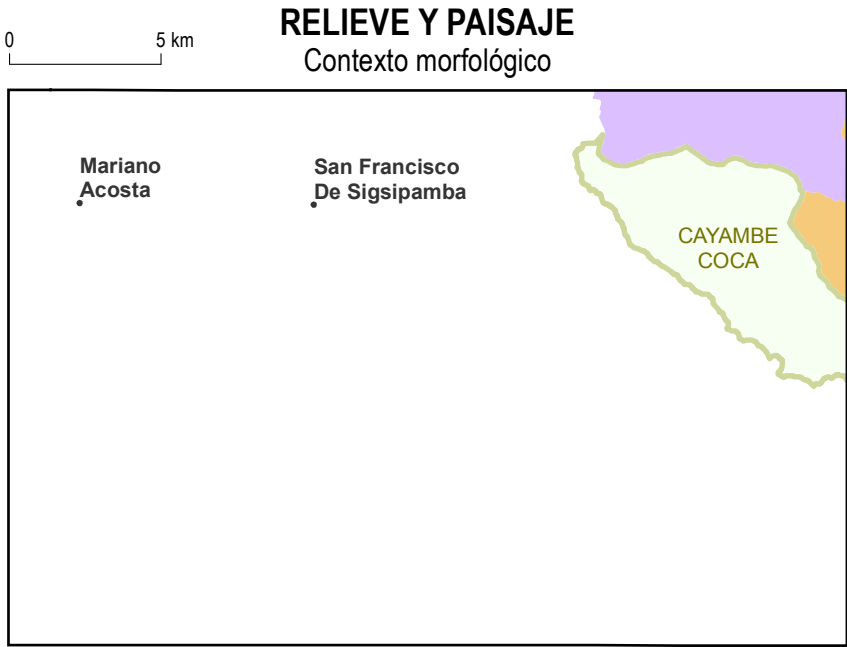 RELIEVE Y PAISAJE
Contexto morfológico
0 5 km
Mariano
Acosta
San Francisco
De Sigsipamba
CAYAMBE
COCA